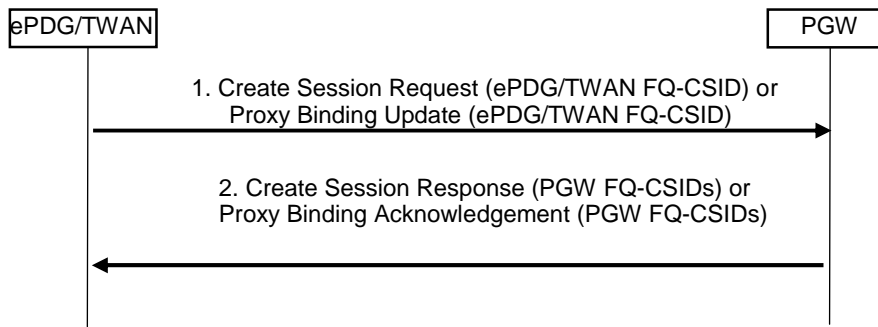 ePDG/TWAN
PGW
1. Create Session Request (ePDG/TWAN FQ-CSID) or
Proxy Binding Update (ePDG/TWAN FQ-CSID)
2. Create Session Response (PGW FQ-CSIDs) or
Proxy Binding Acknowledgement (PGW FQ-CSIDs)